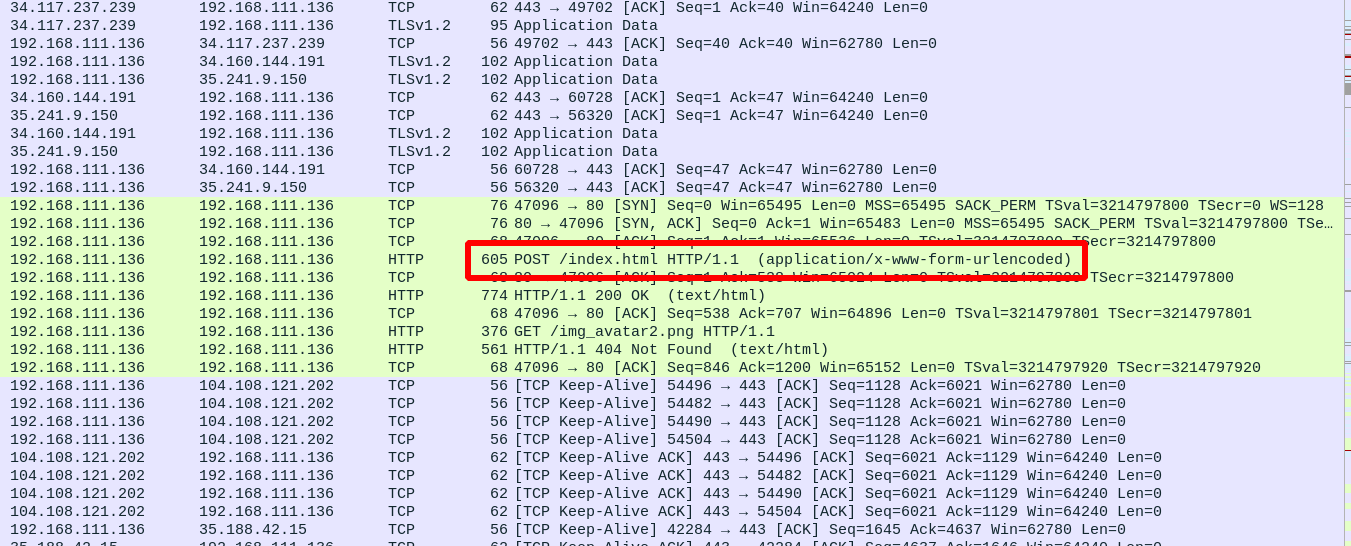 34.117.237.239 192.168.111.136 TCP 62 443 → 49702 [ACK] Seq=1 Ack=40 Win=64240 Len=0
34.117.237.239 192.168.111.136 TLSv1.2 95 Application Data
192.168.111.136 34.117.237.239 TCP 56 49702 → 443 [ACK] Seq=40 Ack=40 Win=62780 Len=0
192.168.111.136 34.160.144.191 TLSv1.2 102 Application Data
192.168.111.136 35.241.9.150 TLSv1.2 102 Application Data
34.160.144.191 192.168.111.136 TCP 62 443 → 60728 [ACK] Seq=1 Ack=47 Win=64240 Len=0
35.241.9.150 192.168.111.136 TCP 62 443 → 56320 [ACK] Seq=1 Ack=47 Win=64240 Len=0
34.160.144.191 192.168.111.136 TLSv1.2 102 Application Data
35.241.9.150 192.168.111.136 TLSv1.2 102 Application Data
192.168.111.136 34.160.144.191 TCP 56 60728 → 443 [ACK] Seq=47 Ack=47 Win=62780 Len=0
192.168.111.136 35.241.9.150 TCP 56 56320 → 443 [ACK] Seq=47 Ack=47 Win=62780 Len=0
192.168.111.136 192.168.111.136 TCP 76 47096 → 80 [SYN] Seq=0 Win=65495 Len=0 MSS=65495 SACK_PERM TSval=3214797800 TSecr=0 WS=128
192.168.111.136 192.168.111.136 TCP 76 80 → 47096 [SYN, ACK] Seq=0 Ack=1 Win=65483 Len=0 MSS=65495 SACK_PERM TSval=3214797800 TSe…
192.168.111.136 192.168.111.136 TCP 68 47096 → 80 [ACK] Seq=1 Ack=1 Win=65536 Len=0 TSval=3214797800 TSecr=3214797800
192.168.111.136 192.168.111.136 HTTP 605 POST /index.html HTTP/1.1 (application/x-www-form-urlencoded)
192.168.111.136 192.168.111.136 TCP 68 80 → 47096 [ACK] Seq=1 Ack=538 Win=65024 Len=0 TSval=3214797800 TSecr=3214797800
192.168.111.136 192.168.111.136 HTTP 774 HTTP/1.1 200 OK (text/html)
192.168.111.136 192.168.111.136 TCP 68 47096 → 80 [ACK] Seq=538 Ack=707 Win=64896 Len=0 TSval=3214797801 TSecr=3214797801
192.168.111.136 192.168.111.136 HTTP 376 GET /img_avatar2.png HTTP/1.1
192.168.111.136 192.168.111.136 HTTP 561 HTTP/1.1 404 Not Found (text/html)
192.168.111.136 192.168.111.136 TCP 68 47096 → 80 [ACK] Seq=846 Ack=1200 Win=65152 Len=0 TSval=3214797920 TSecr=3214797920
192.168.111.136 104.108.121.202 TCP 56 [TCP Keep-Alive] 54496 → 443 [ACK] Seq=1128 Ack=6021 Win=62780 Len=0
192.168.111.136 104.108.121.202 TCP 56 [TCP Keep-Alive] 54482 → 443 [ACK] Seq=1128 Ack=6021 Win=62780 Len=0
192.168.111.136 104.108.121.202 TCP 56 [TCP Keep-Alive] 54490 → 443 [ACK] Seq=1128 Ack=6021 Win=62780 Len=0
192.168.111.136 104.108.121.202 TCP 56 [TCP Keep-Alive] 54504 → 443 [ACK] Seq=1128 Ack=6021 Win=62780 Len=0
104.108.121.202 192.168.111.136 TCP 62 [TCP Keep-Alive ACK] 443 → 54496 [ACK] Seq=6021 Ack=1129 Win=64240 Len=0
104.108.121.202 192.168.111.136 TCP 62 [TCP Keep-Alive ACK] 443 → 54482 [ACK] Seq=6021 Ack=1129 Win=64240 Len=0
104.108.121.202 192.168.111.136 TCP 62 [TCP Keep-Alive ACK] 443 → 54490 [ACK] Seq=6021 Ack=1129 Win=64240 Len=0
104.108.121.202 192.168.111.136 TCP 62 [TCP Keep-Alive ACK] 443 → 54504 [ACK] Seq=6021 Ack=1129 Win=64240 Len=0
192.168.111.136 35.188.42.15 TCP 56 [TCP Keep-Alive] 42284 → 443 [ACK] Seq=1645 Ack=4637 Win=62780 Len=0
35.188.42.15 192.168.111.136 TCP 62 [TCP Keep-Alive ACK] 443 → 42284 [ACK] Seq=4637 Ack=1646 Win=64240 Len=0